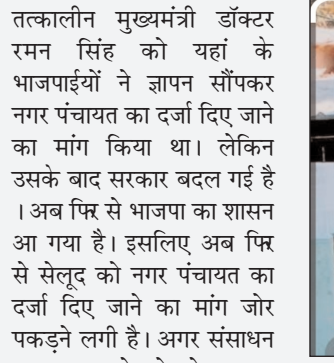 तत्कालीन मुख्यमंत्री डॉक्टर
रमन सिंह को यहां के
भाजपाईयों ने ज्ञापन सौंपकर
नगर पंचायत का दर्जा दिए जाने
का मांग किया था। लेकिन
उसके बाद सरकार बदल गई है
। अब फिर से भाजपा का शासन
आ गया है। इसलिए अब फिर
से सेलूद को नगर पंचायत का
दर्जा दिए जाने का मांग जोर
पकड़ने लगी है। अगर संसाधन